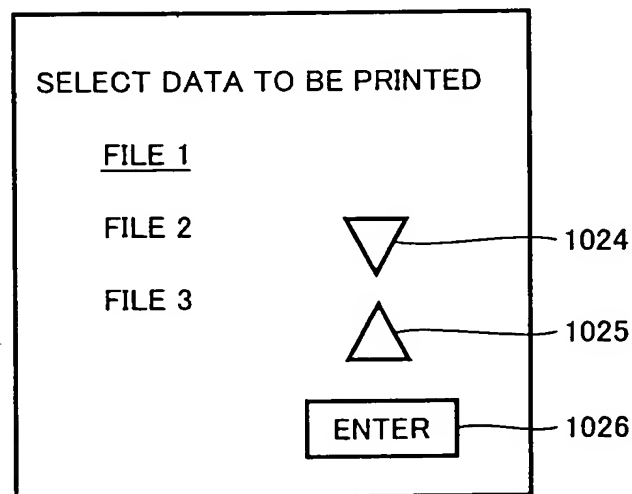 SELECT DATA TO BE PRINTED
FILE 1
FILE 2
1024
FILE 3
1025
ENTER
1026